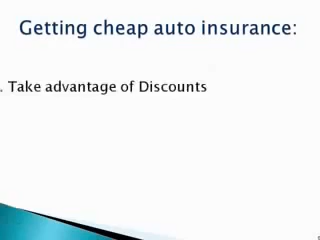 Getting cheap auto insurance:
. Take advantage of Discounts